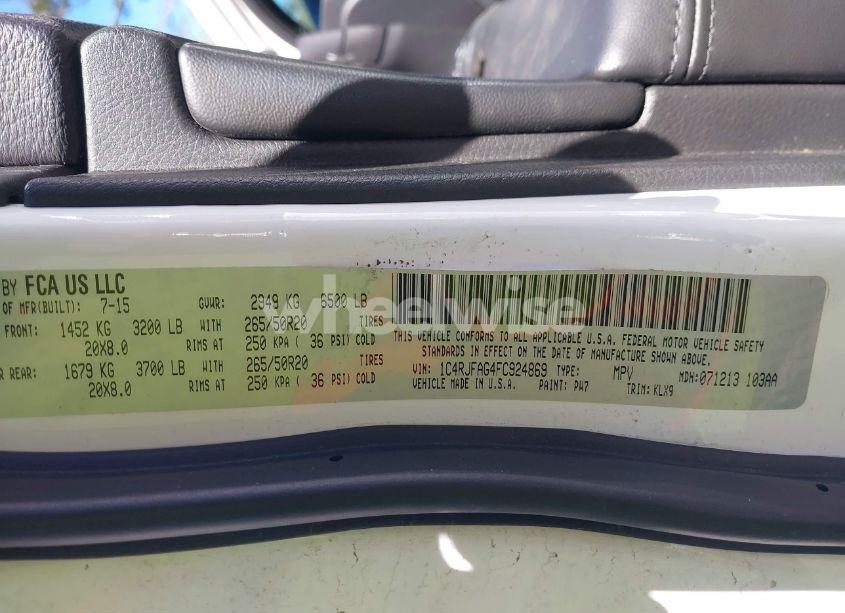 BY FCA US LLC
OF MFR(BUILT): 7-15 GVWR: 2949 KG 6500 LB
FRONT: 1452 KG 3200 LB WITH 265/50R20 TIRES
20X8.0 RIMS AT 250 KPA ( 36 PSI) COLD
REAR: 1679 KG 3700 LB WITH 265/50R20 TIRES
20X8.0 RIMS AT 250 KPA ( 36 PSI) COLD
THIS VEHICLE CONFORMS TO ALL APPLICABLE U.S.A. FEDERAL MOTOR VEHICLE SAFETY
STANDARDS IN EFFECT ON THE DATE OF MANUFACTURE SHOWN ABOVE.
VIN: 1C4RJFAG4FC924869 TYPE: MPV MDH:071213 103AA
VEHICLE MADE IN U.S.A. PAINT: PW7 TRIM: KLX9
wheelwise